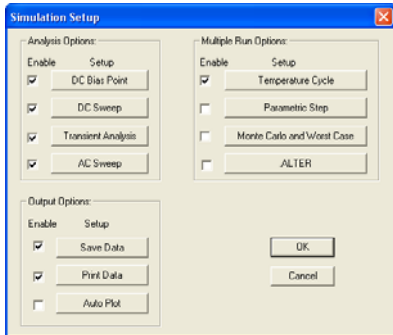 Simulation Setup
Analysis Options:
Enable Setup
DC Bias Point
DC Sweep
Transient Analysis
AC Sweep
Multiple Run Options:
Enable Setup
Temperature Cycle
Parametric Step
Monte Carlo and Worst Case
ALTER
Output Options:
Enable Setup
Save Data
Print Data
Auto Plot
OK
Cancel